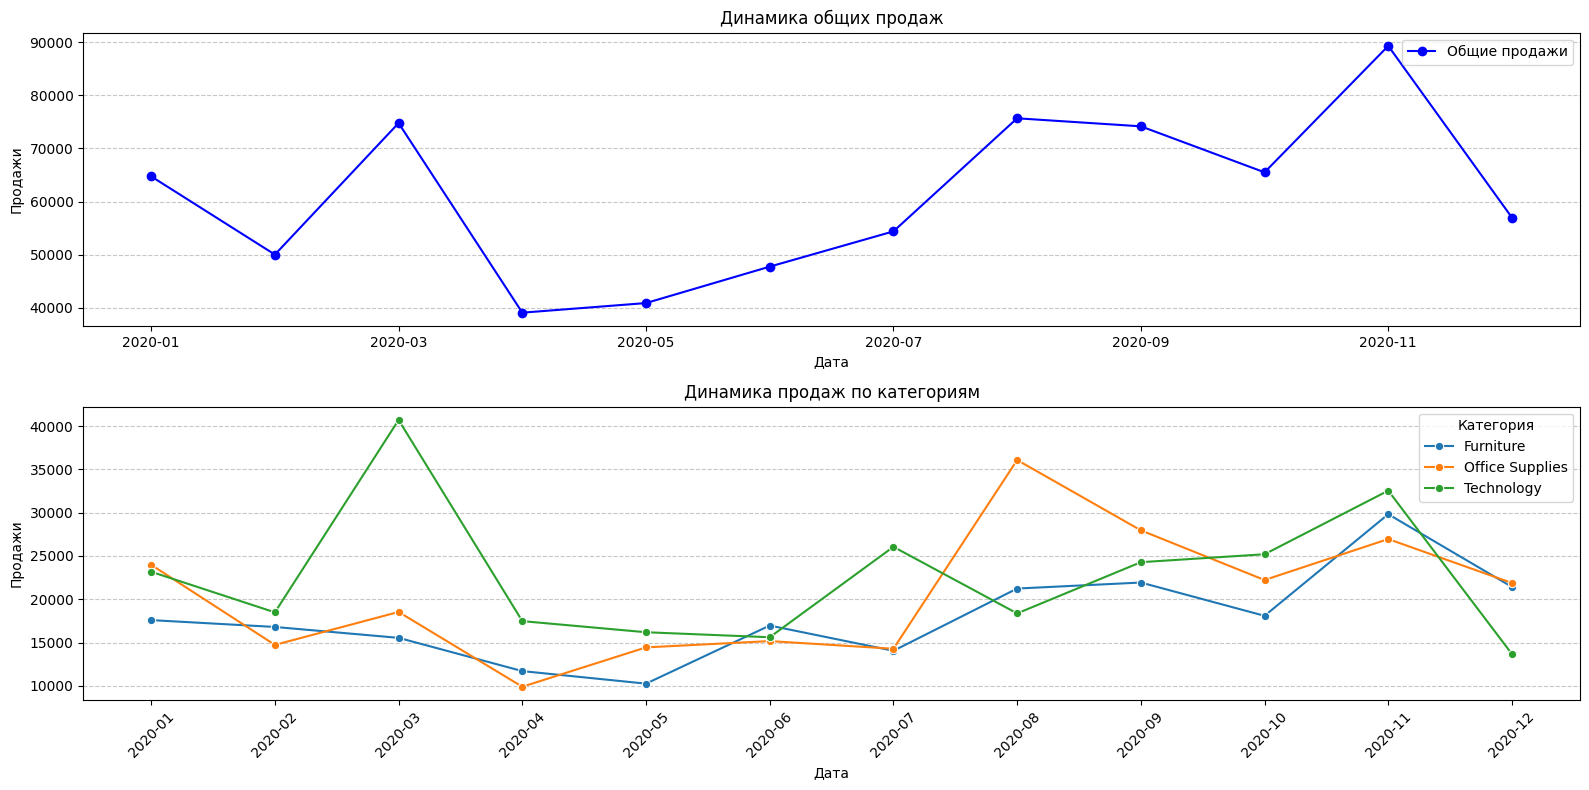 Динамика общих продаж
Продажи
90000
80000
70000
60000
50000
40000
Общие продажи
2020-01 2020-03 2020-05 2020-07 2020-09 2020-11
Дата
Динамика продаж по категориям
Продажи
40000
35000
30000
25000
20000
15000
10000
Категория
Furniture
Office Supplies
Technology
2020-01 2020-02 2020-03 2020-04 2020-05 2020-06 2020-07 2020-08 2020-09 2020-10 2020-11 2020-12
Дата